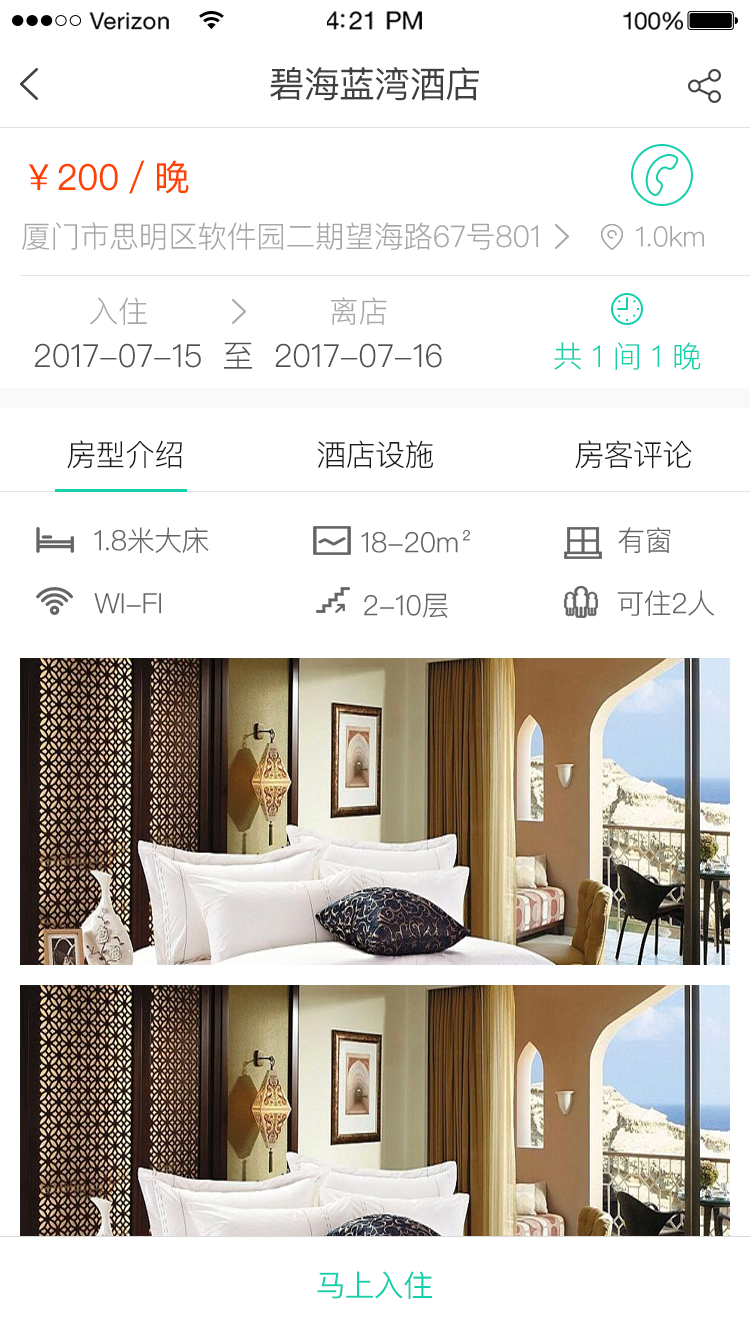 Verizon 4:21 PM 100%
碧海蓝湾酒店
￥200 / 晚
厦门市思明区软件园二期望海路67号801 1.0km
入住 离店
2017-07-15 至 2017-07-16 共 1 间 1 晚
房型介绍 酒店设施 房客评论
1.8米大床 18-20m² 有窗
WI-FI 2-10层 可住2人
马上入住